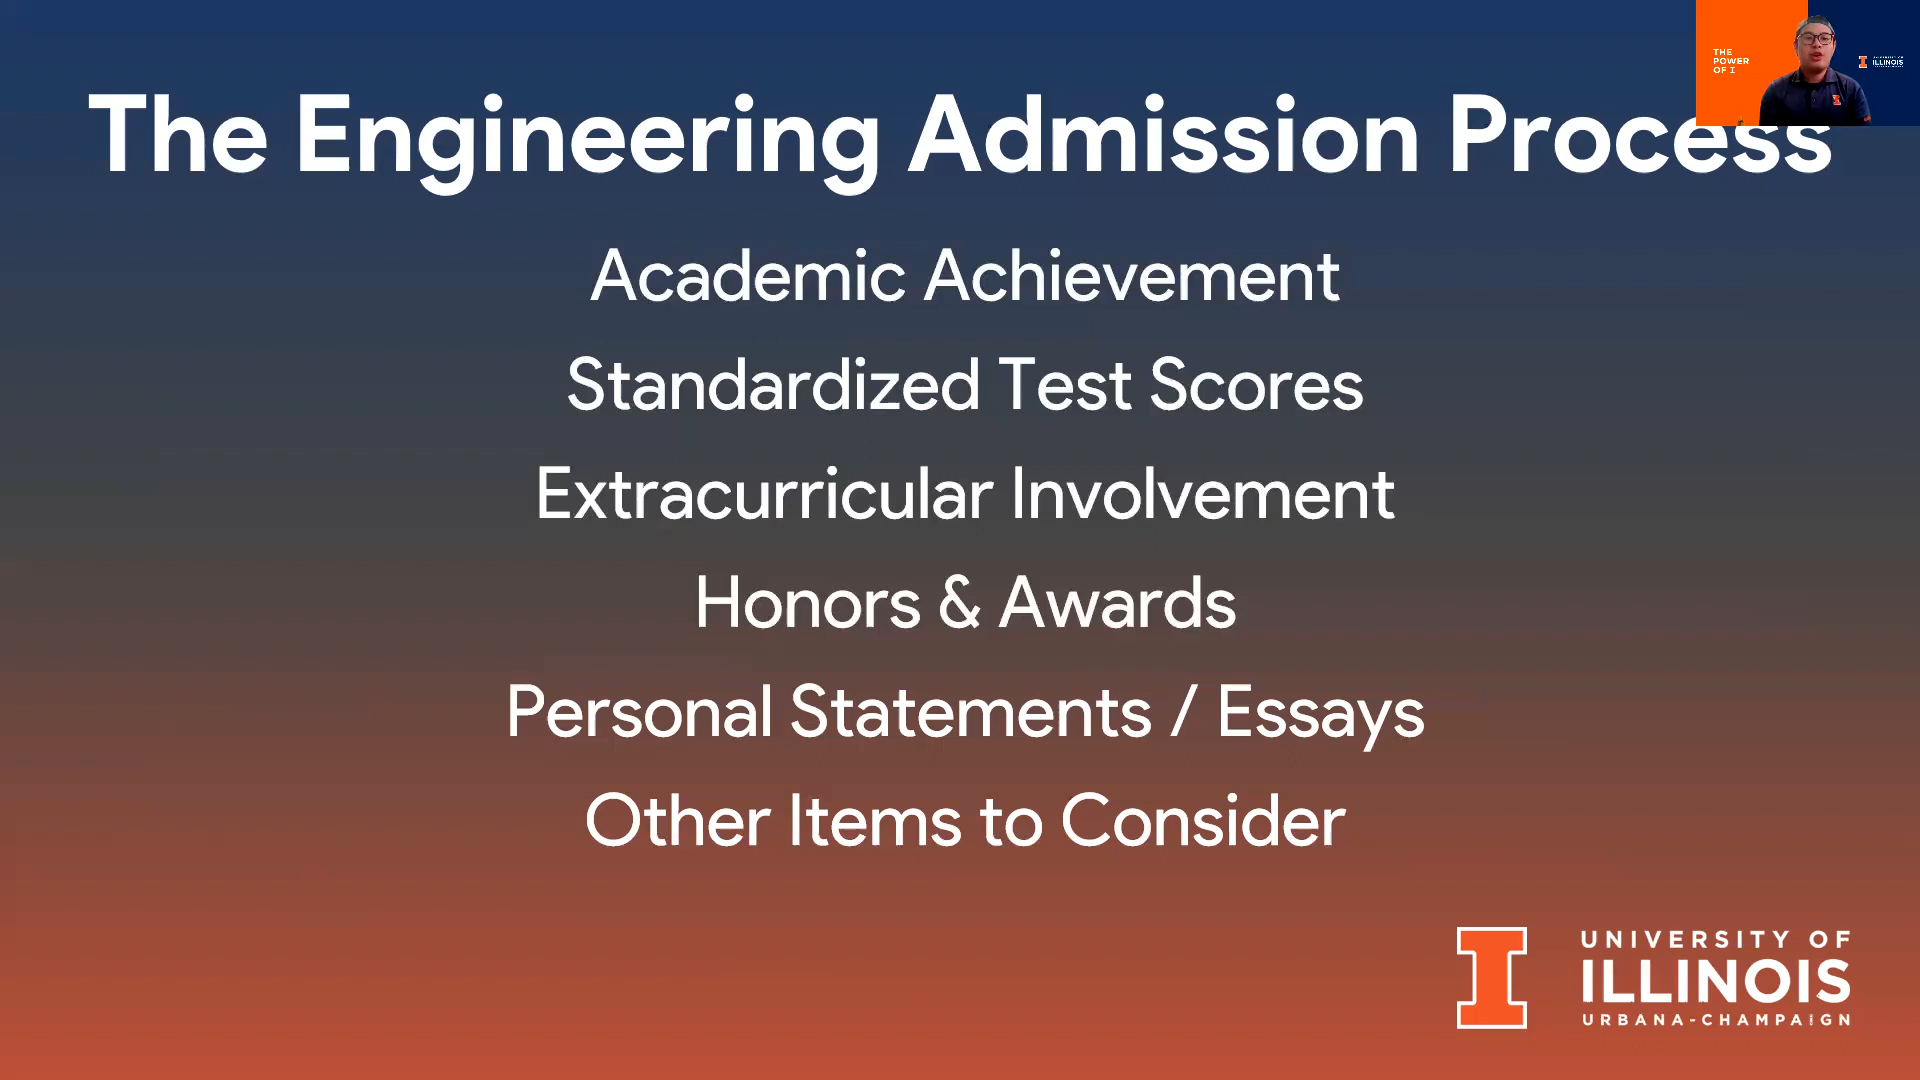 THE
POWER
OF I
ILLINOIS
The Engineering Admission Process
Academic Achievement
Standardized Test Scores
Extracurricular Involvement
Honors & Awards
Personal Statements / Essays
Other Items to Consider
UNIVERSITY OF
ILLINOIS
URBANA-CHAMPAIGN